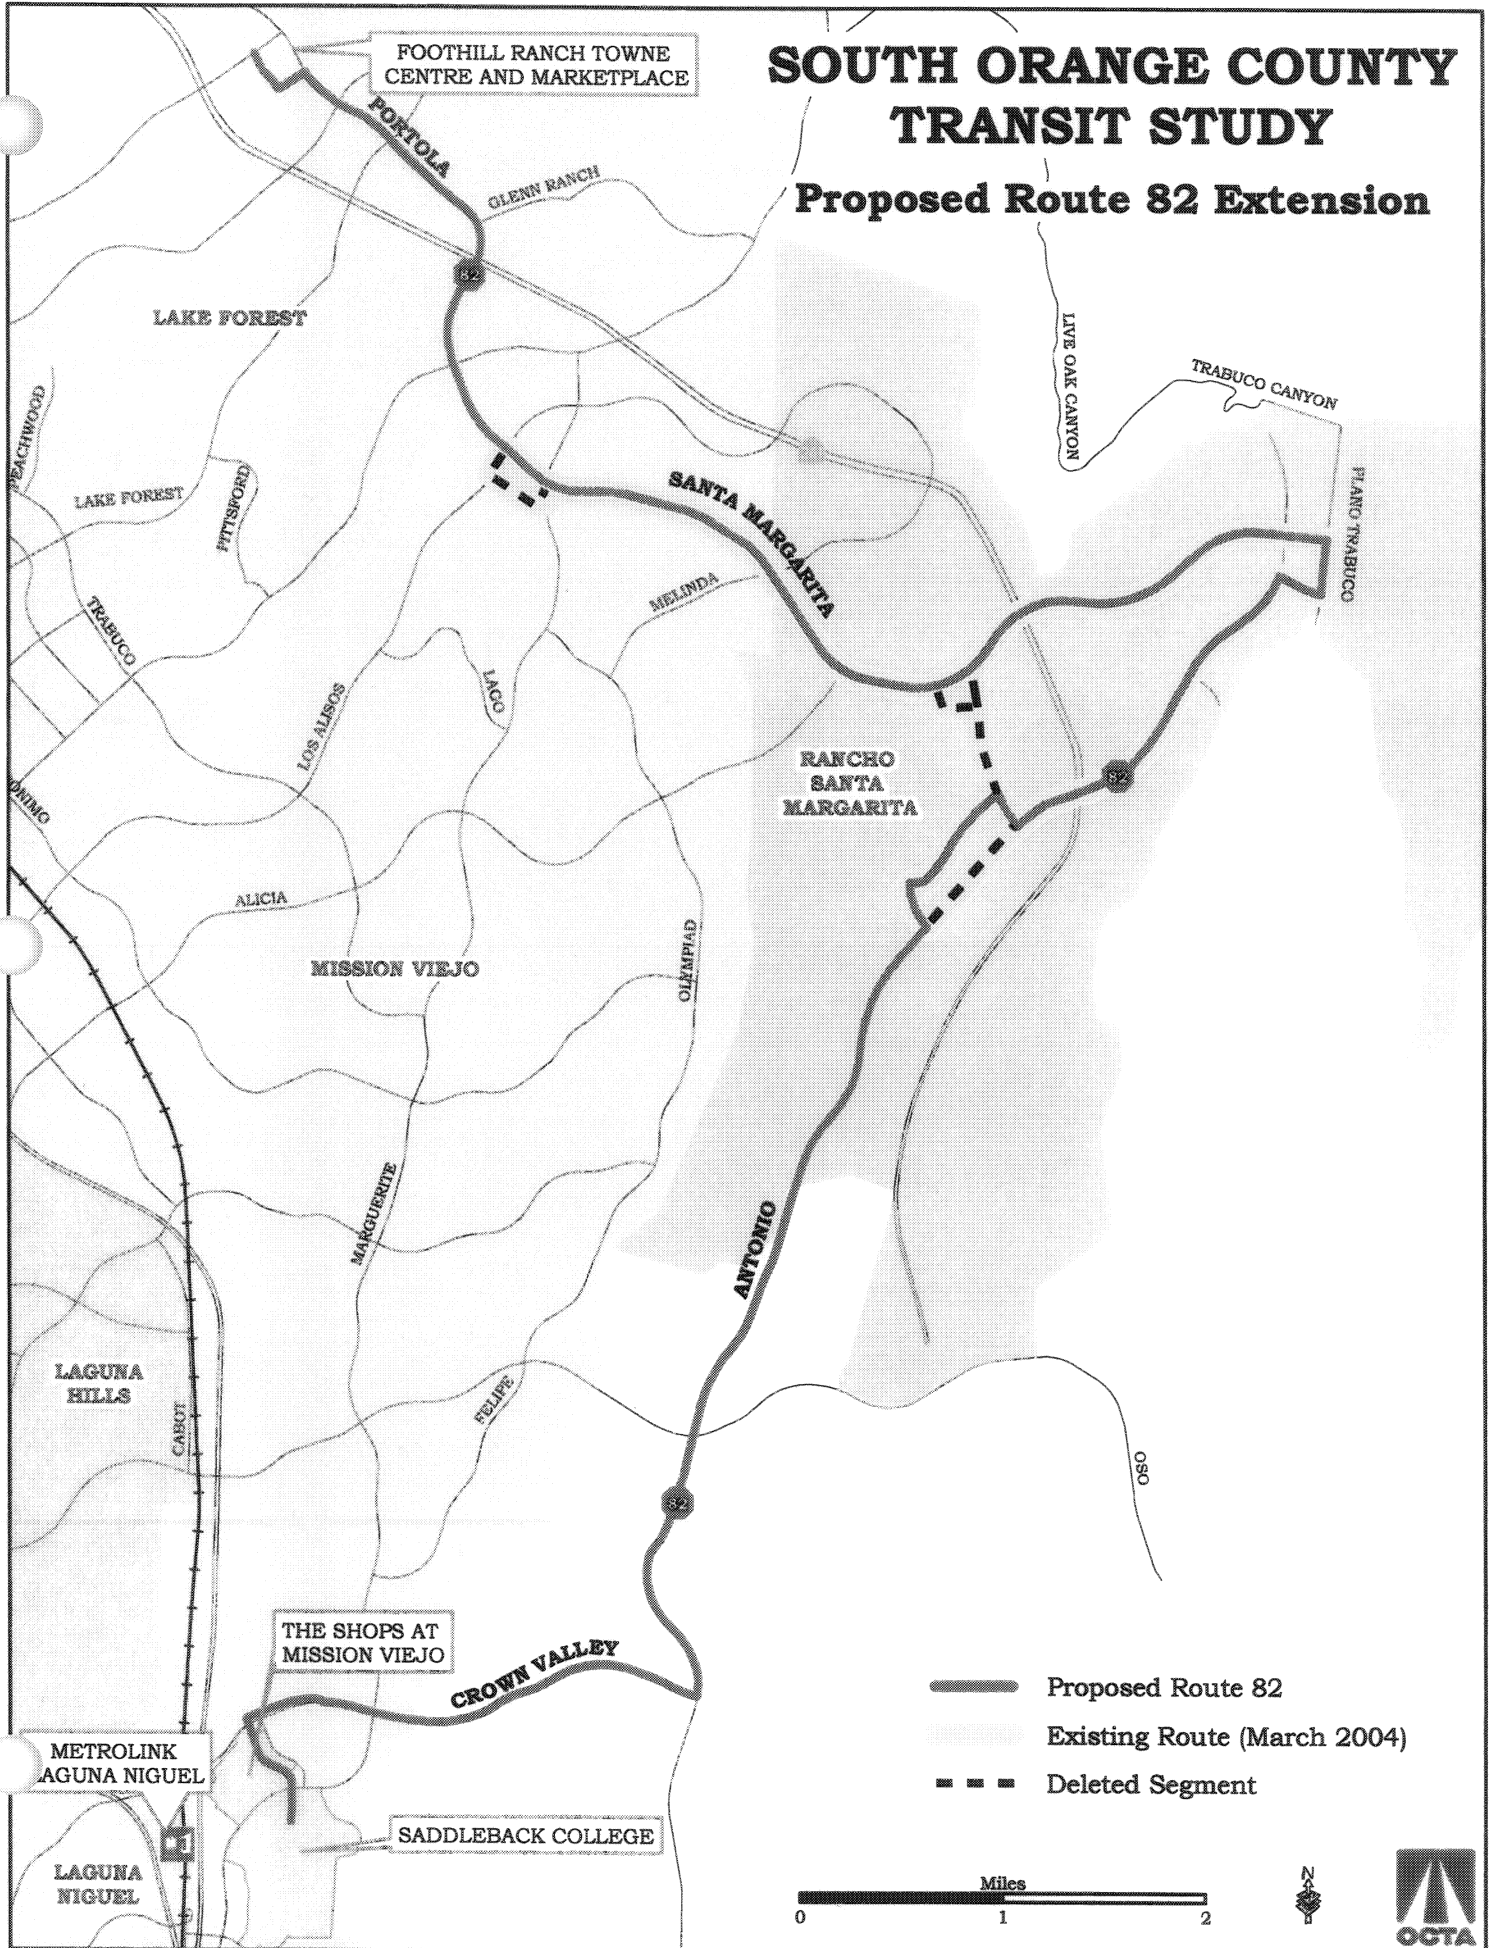 SOUTH ORANGE COUNTY
TRANSIT STUDY
Proposed Route 82 Extension
FOOTHILL RANCH TOWNE
CENTRE AND MARKETPLACE
PORTOLA
GLENN RANCH
82
LAKE FOREST
LIVE OAK CANYON
TRABUCO CANYON
PEACHWOOD
LAKE FOREST
PITTSFORD
SANTA MARGARITA
PLANO TRABUCO
MELINDA
TRABUCO
LAGO
LOS ALISOS
RANCHO
SANTA
MARGARITA
82
ONIMO
ALICIA
MISSION VIEJO
OLYMPIAD
MARGUERITE
ANTONIO
LAGUNA
HILLS
CABOT
FELIPE
OSO
82
THE SHOPS AT
MISSION VIEJO
CROWN VALLEY
METROLINK
LAGUNA NIGUEL
SADDLEBACK COLLEGE
LAGUNA
NIGUEL
Proposed Route 82
Existing Route (March 2004)
Deleted Segment
Miles
0 1 2
N
OCTA